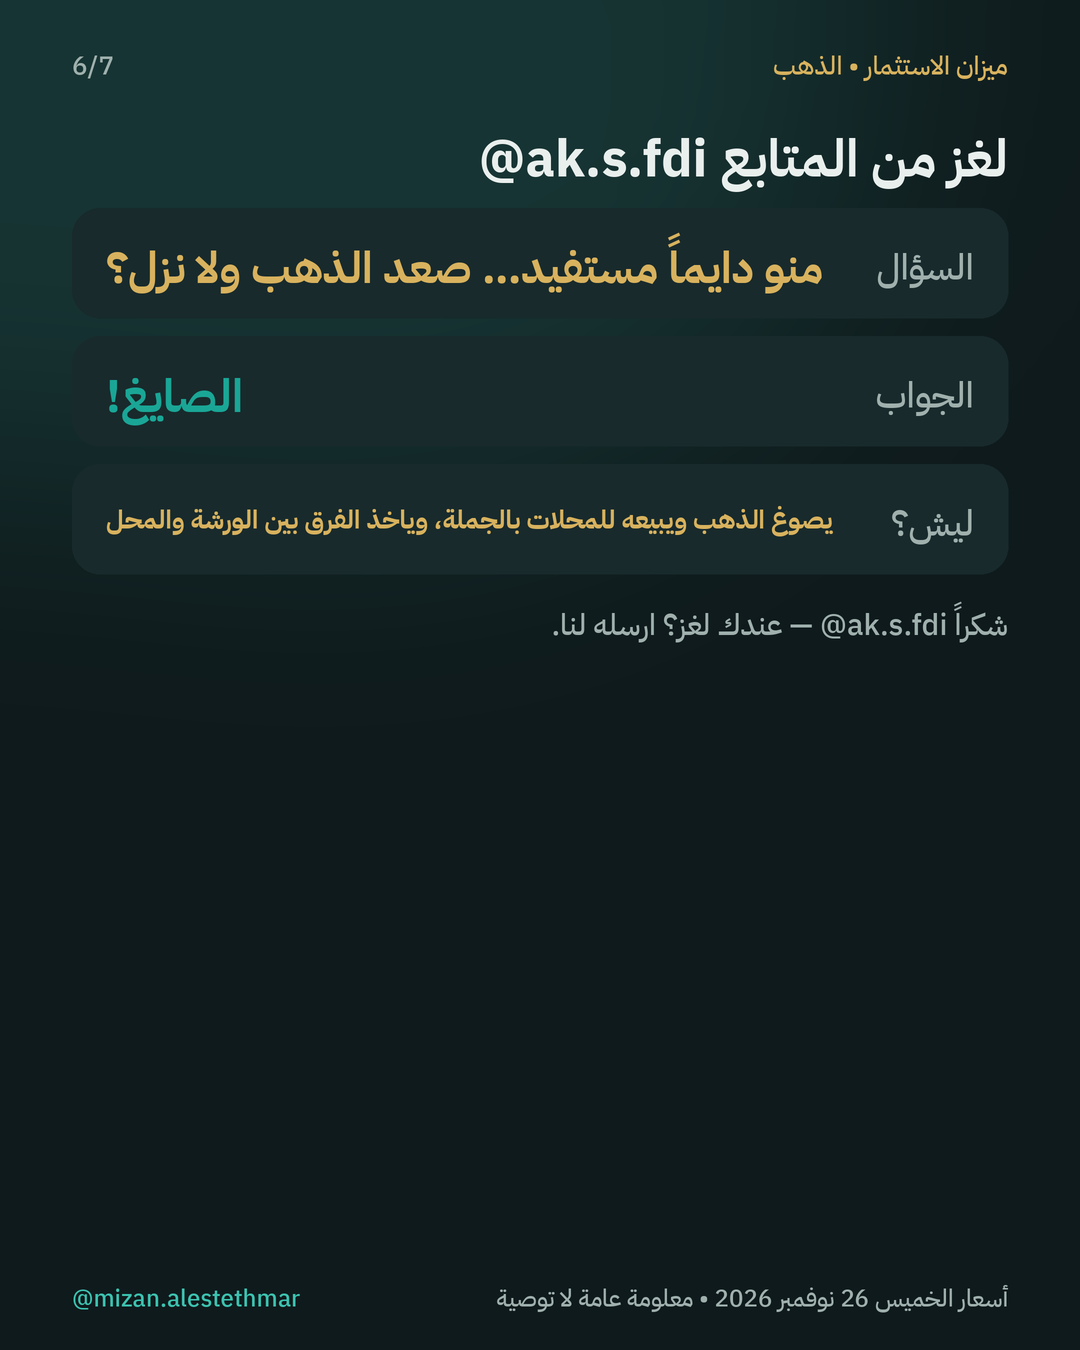 ميزان الاستثمار • الذهب
6/7
لغز من المتابع @ak.s.fdi
السؤال
منو دايماً مستفيد... صعد الذهب ولا نزل؟
الجواب
الصايغ!
ليش؟
يصوغ الذهب ويبيعه للمحلات بالجملة، وياخذ الفرق بين الورشة والمحل
شكراً @ak.s.fdi — عندك لغز؟ ارسله لنا.
أسعار الخميس 26 نوفمبر 2026 • معلومة عامة لا توصية
@mizan.alestethmar